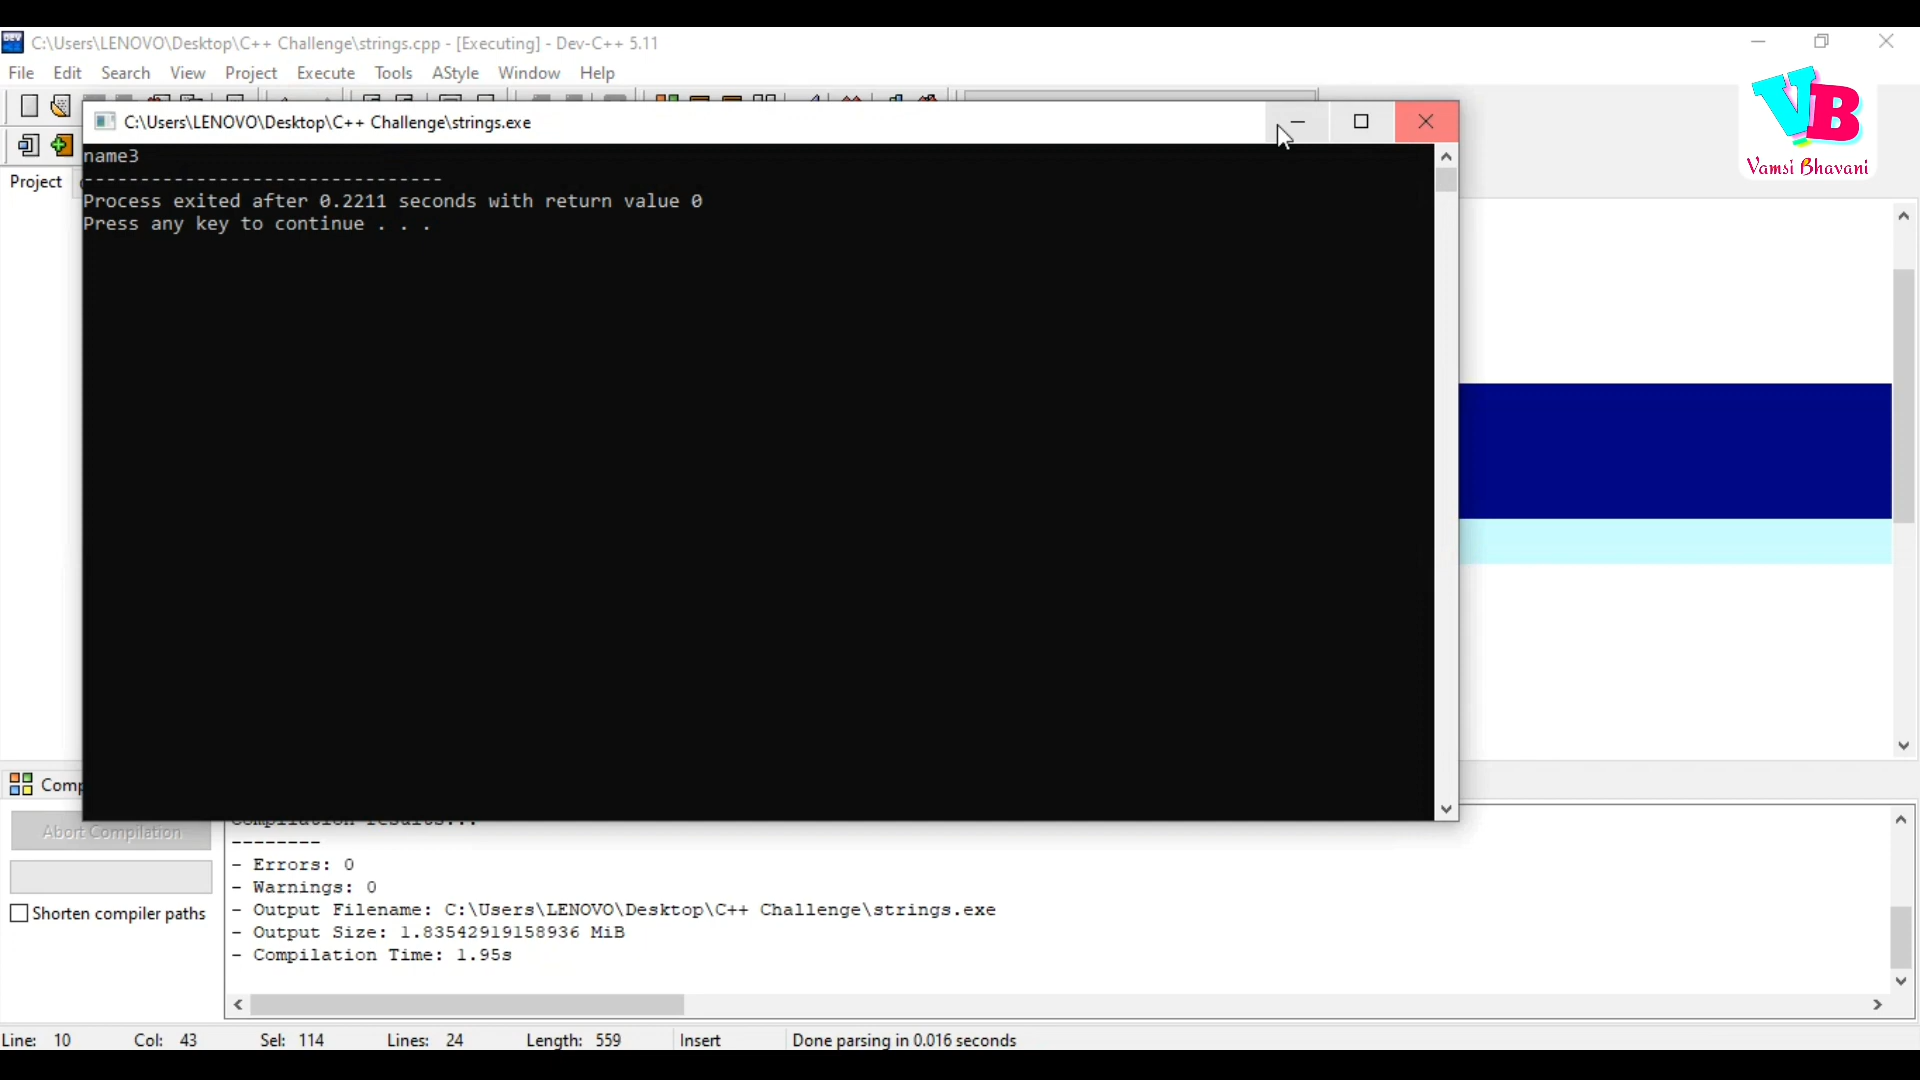 C:\Users\LENOVO\Desktop\C++ Challenge\strings.cpp - [Executing] - Dev-C++ 5.11
File Edit Search View Project Execute Tools AStyle Window Help
C:\Users\LENOVO\Desktop\C++ Challenge\strings.exe
VB
Vamsi Bhavani
name3
--------------------------------
Process exited after 0.2211 seconds with return value 0
Press any key to continue . . .
Project
Abort Compilation
Shorten compiler paths
Compilation results...
--------
- Errors: 0
- Warnings: 0
- Output Filename: C:\Users\LENOVO\Desktop\C++ Challenge\strings.exe
- Output Size: 1.83542919158936 MiB
- Compilation Time: 1.95s
Line: 10 Col: 43 Sel: 114 Lines: 24 Length: 559 Insert Done parsing in 0.016 seconds